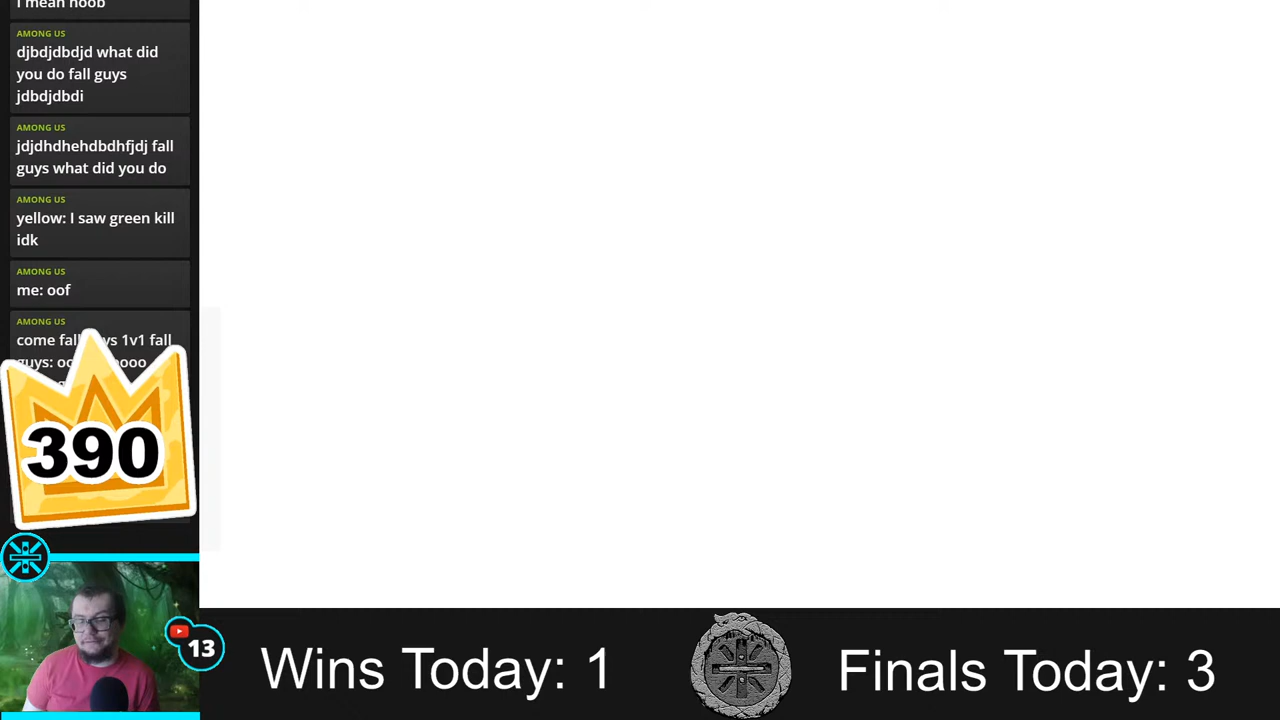 I mean noob
AMONG US
djbdjdbdjd what did
you do fall guys
jdbdjdbdi
AMONG US
jdjdhdhehdbdhfjdj fall
guys what did you do
AMONG US
yellow: I saw green kill
idk
AMONG US
me: oof
AMONG US
come 1v1 fall
guys:
390
13
Wins Today: 1
Finals Today: 3